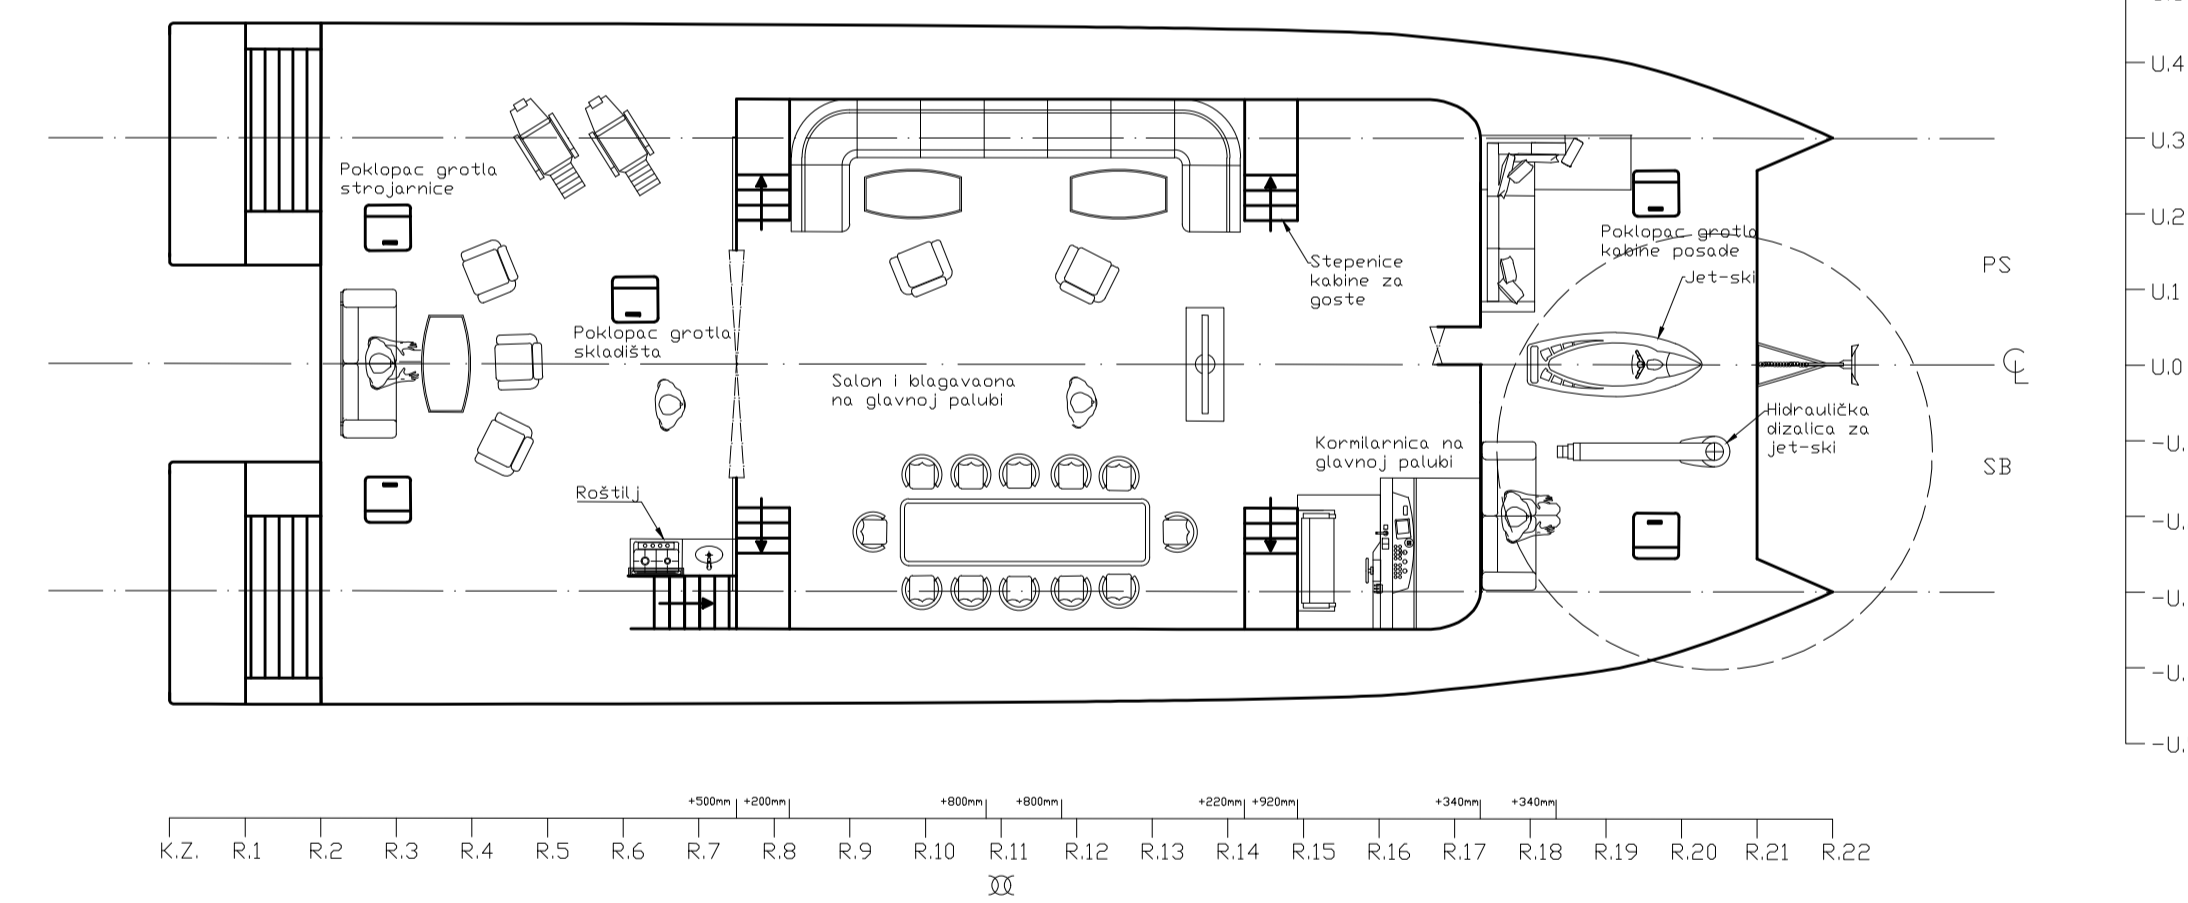 U.4
U.3
Poklopac grotla
strojarnice
U.2
Poklopac grotla
kabine posade
Stepenice
kabine za
goste
PS
Jet-ski
U.1
Poklopac grotla
skladišta
U.0
CL
Salon i blagavaona
na glavnoj palubi
Hidraulička
dizalica za
jet-ski
Kormilarnica na
glavnoj palubi
-U.
SB
Roštilj
-U.
-U.
-U.
-U.
+500mm +200mm +800mm +800mm +220mm +920mm +340mm +340mm
K.Z. R.1 R.2 R.3 R.4 R.5 R.6 R.7 R.8 R.9 R.10 R.11 R.12 R.13 R.14 R.15 R.16 R.17 R.18 R.19 R.20 R.21 R.22